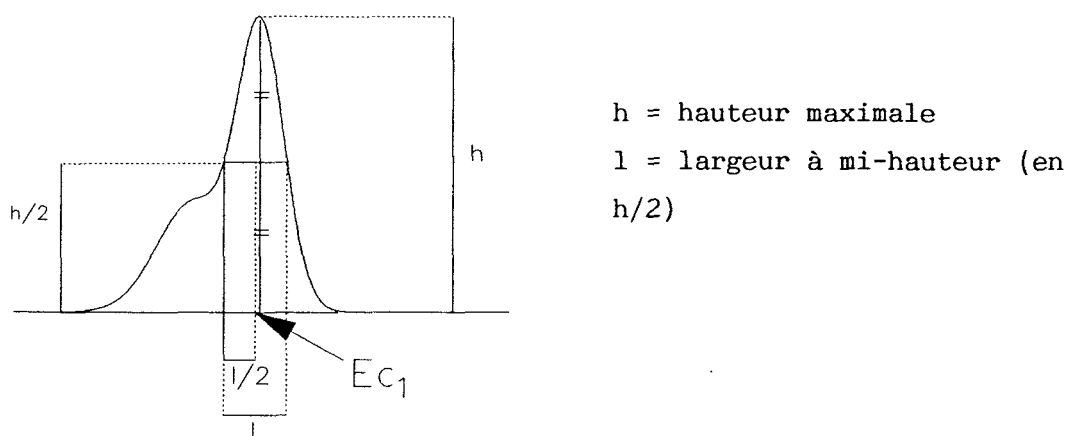 h = hauteur maximale
l = largeur à mi-hauteur (en
h/2)
h
h/2
l/2
Ec1
l